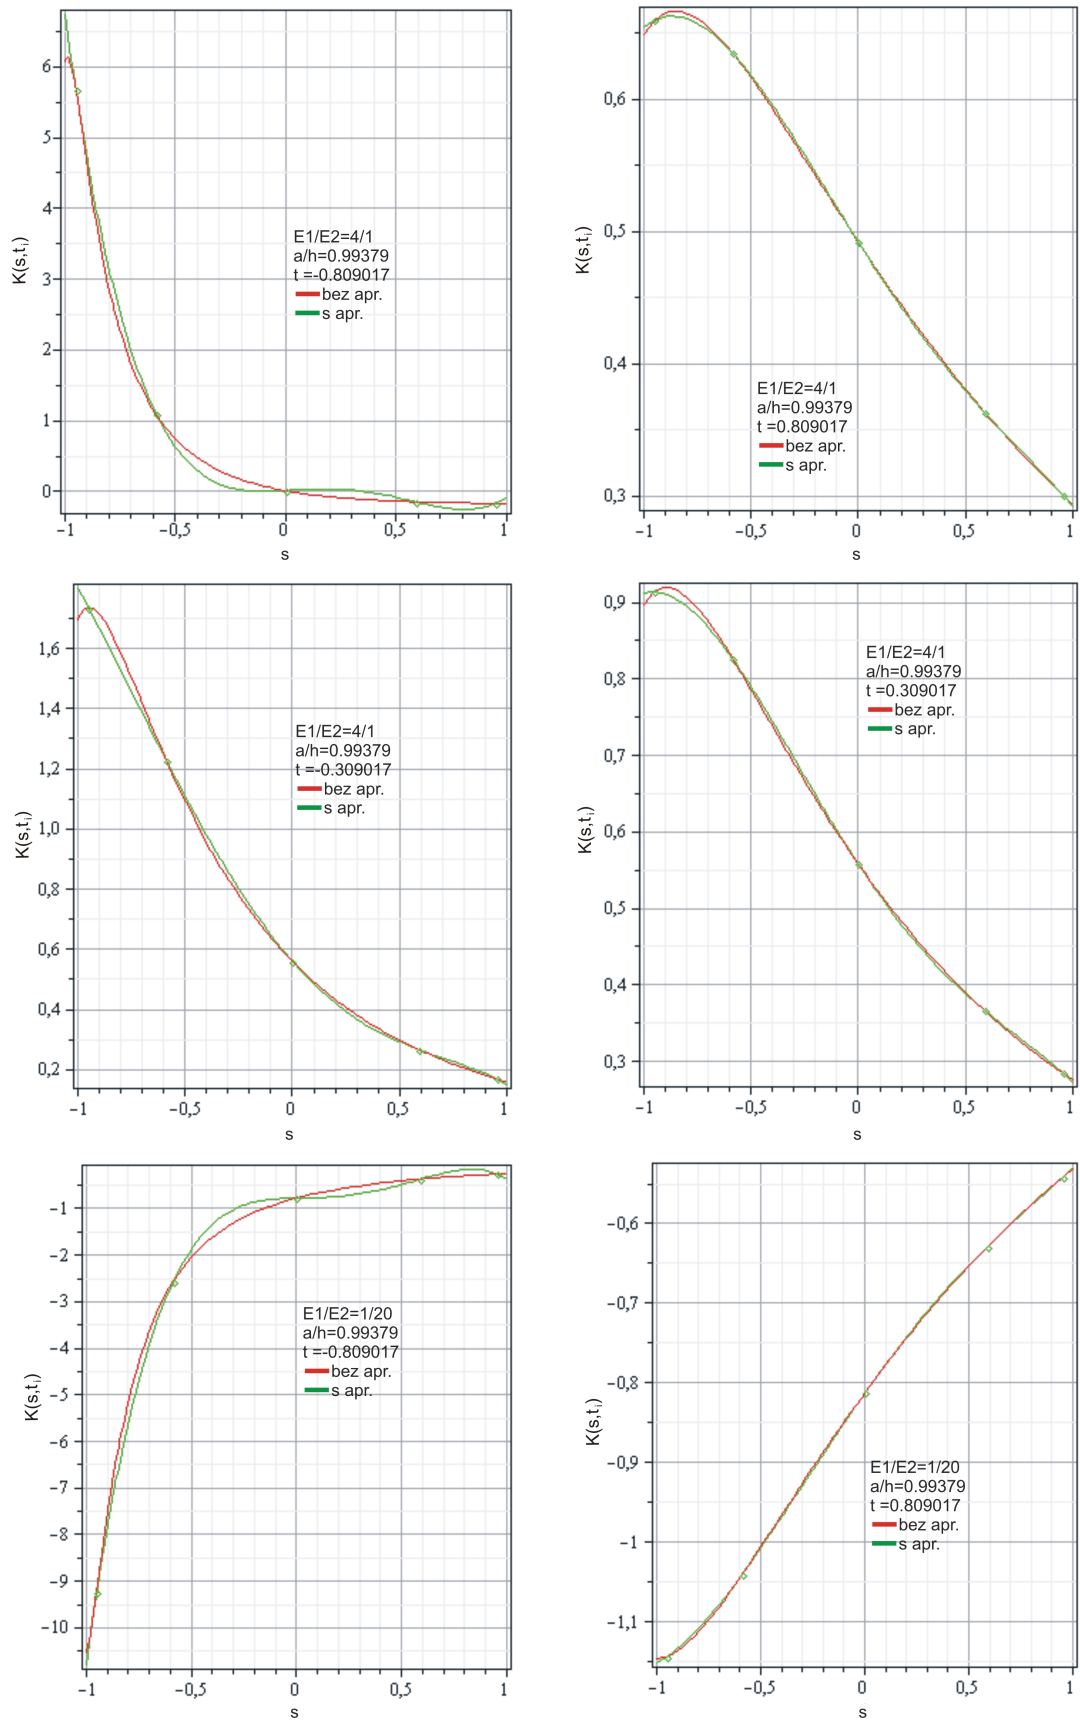 6
5
4
3
2
1
0
K(s,ti)
E1/E2=4/1
a/h=0.99379
t =-0.809017
bez apr.
s apr.
-1 -0,5 0 0,5 1
s
0,6
0,5
0,4
0,3
K(s,ti)
E1/E2=4/1
a/h=0.99379
t =0.809017
bez apr.
s apr.
-1 -0,5 0 0,5 1
s
1,6
1,4
1,2
1,0
0,8
0,6
0,4
0,2
K(s,ti)
E1/E2=4/1
a/h=0.99379
t =-0.309017
bez apr.
s apr.
-1 -0,5 0 0,5 1
s
0,9
0,8
0,7
0,6
0,5
0,4
0,3
K(s,ti)
E1/E2=4/1
a/h=0.99379
t =0.309017
bez apr.
s apr.
-1 -0,5 0 0,5 1
s
-1
-2
-3
-4
-5
-6
-7
-8
-9
-10
K(s,ti)
E1/E2=1/20
a/h=0.99379
t =-0.809017
bez apr.
s apr.
-1 -0,5 0 0,5 1
s
-0,6
-0,7
-0,8
-0,9
-1
-1,1
K(s,ti)
E1/E2=1/20
a/h=0.99379
t =0.809017
bez apr.
s apr.
-1 -0,5 0 0,5 1
s